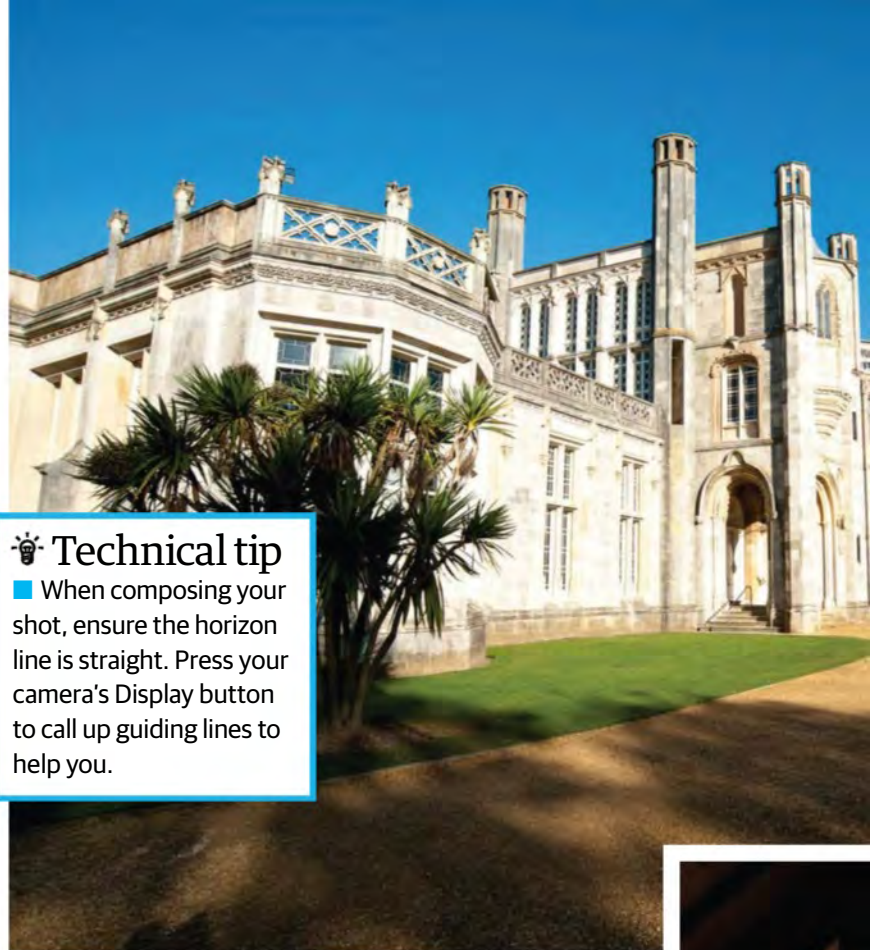 Technical tip
When composing your
shot, ensure the horizon
line is straight. Press your
camera's Display button
to call up guiding lines to
help you.